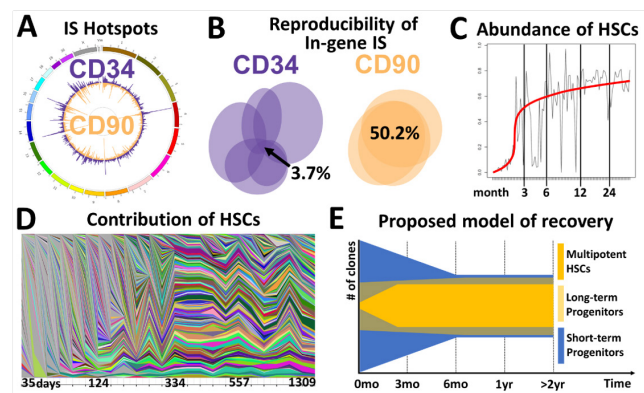 A
IS Hotspots
CD34
CD90
B
Reproducibility of
In-gene IS
CD34
CD90
3.7%
50.2%
C
Abundance of HSCs
month
3
6
12
24
D
Contribution of HSCs
35days
124
334
557
1309
E
Proposed model of recovery
# of clones
Multipotent
HSCs
Long-term
Progenitors
Short-term
Progenitors
0mo
3mo
6mo
1yr
>2yr
Time